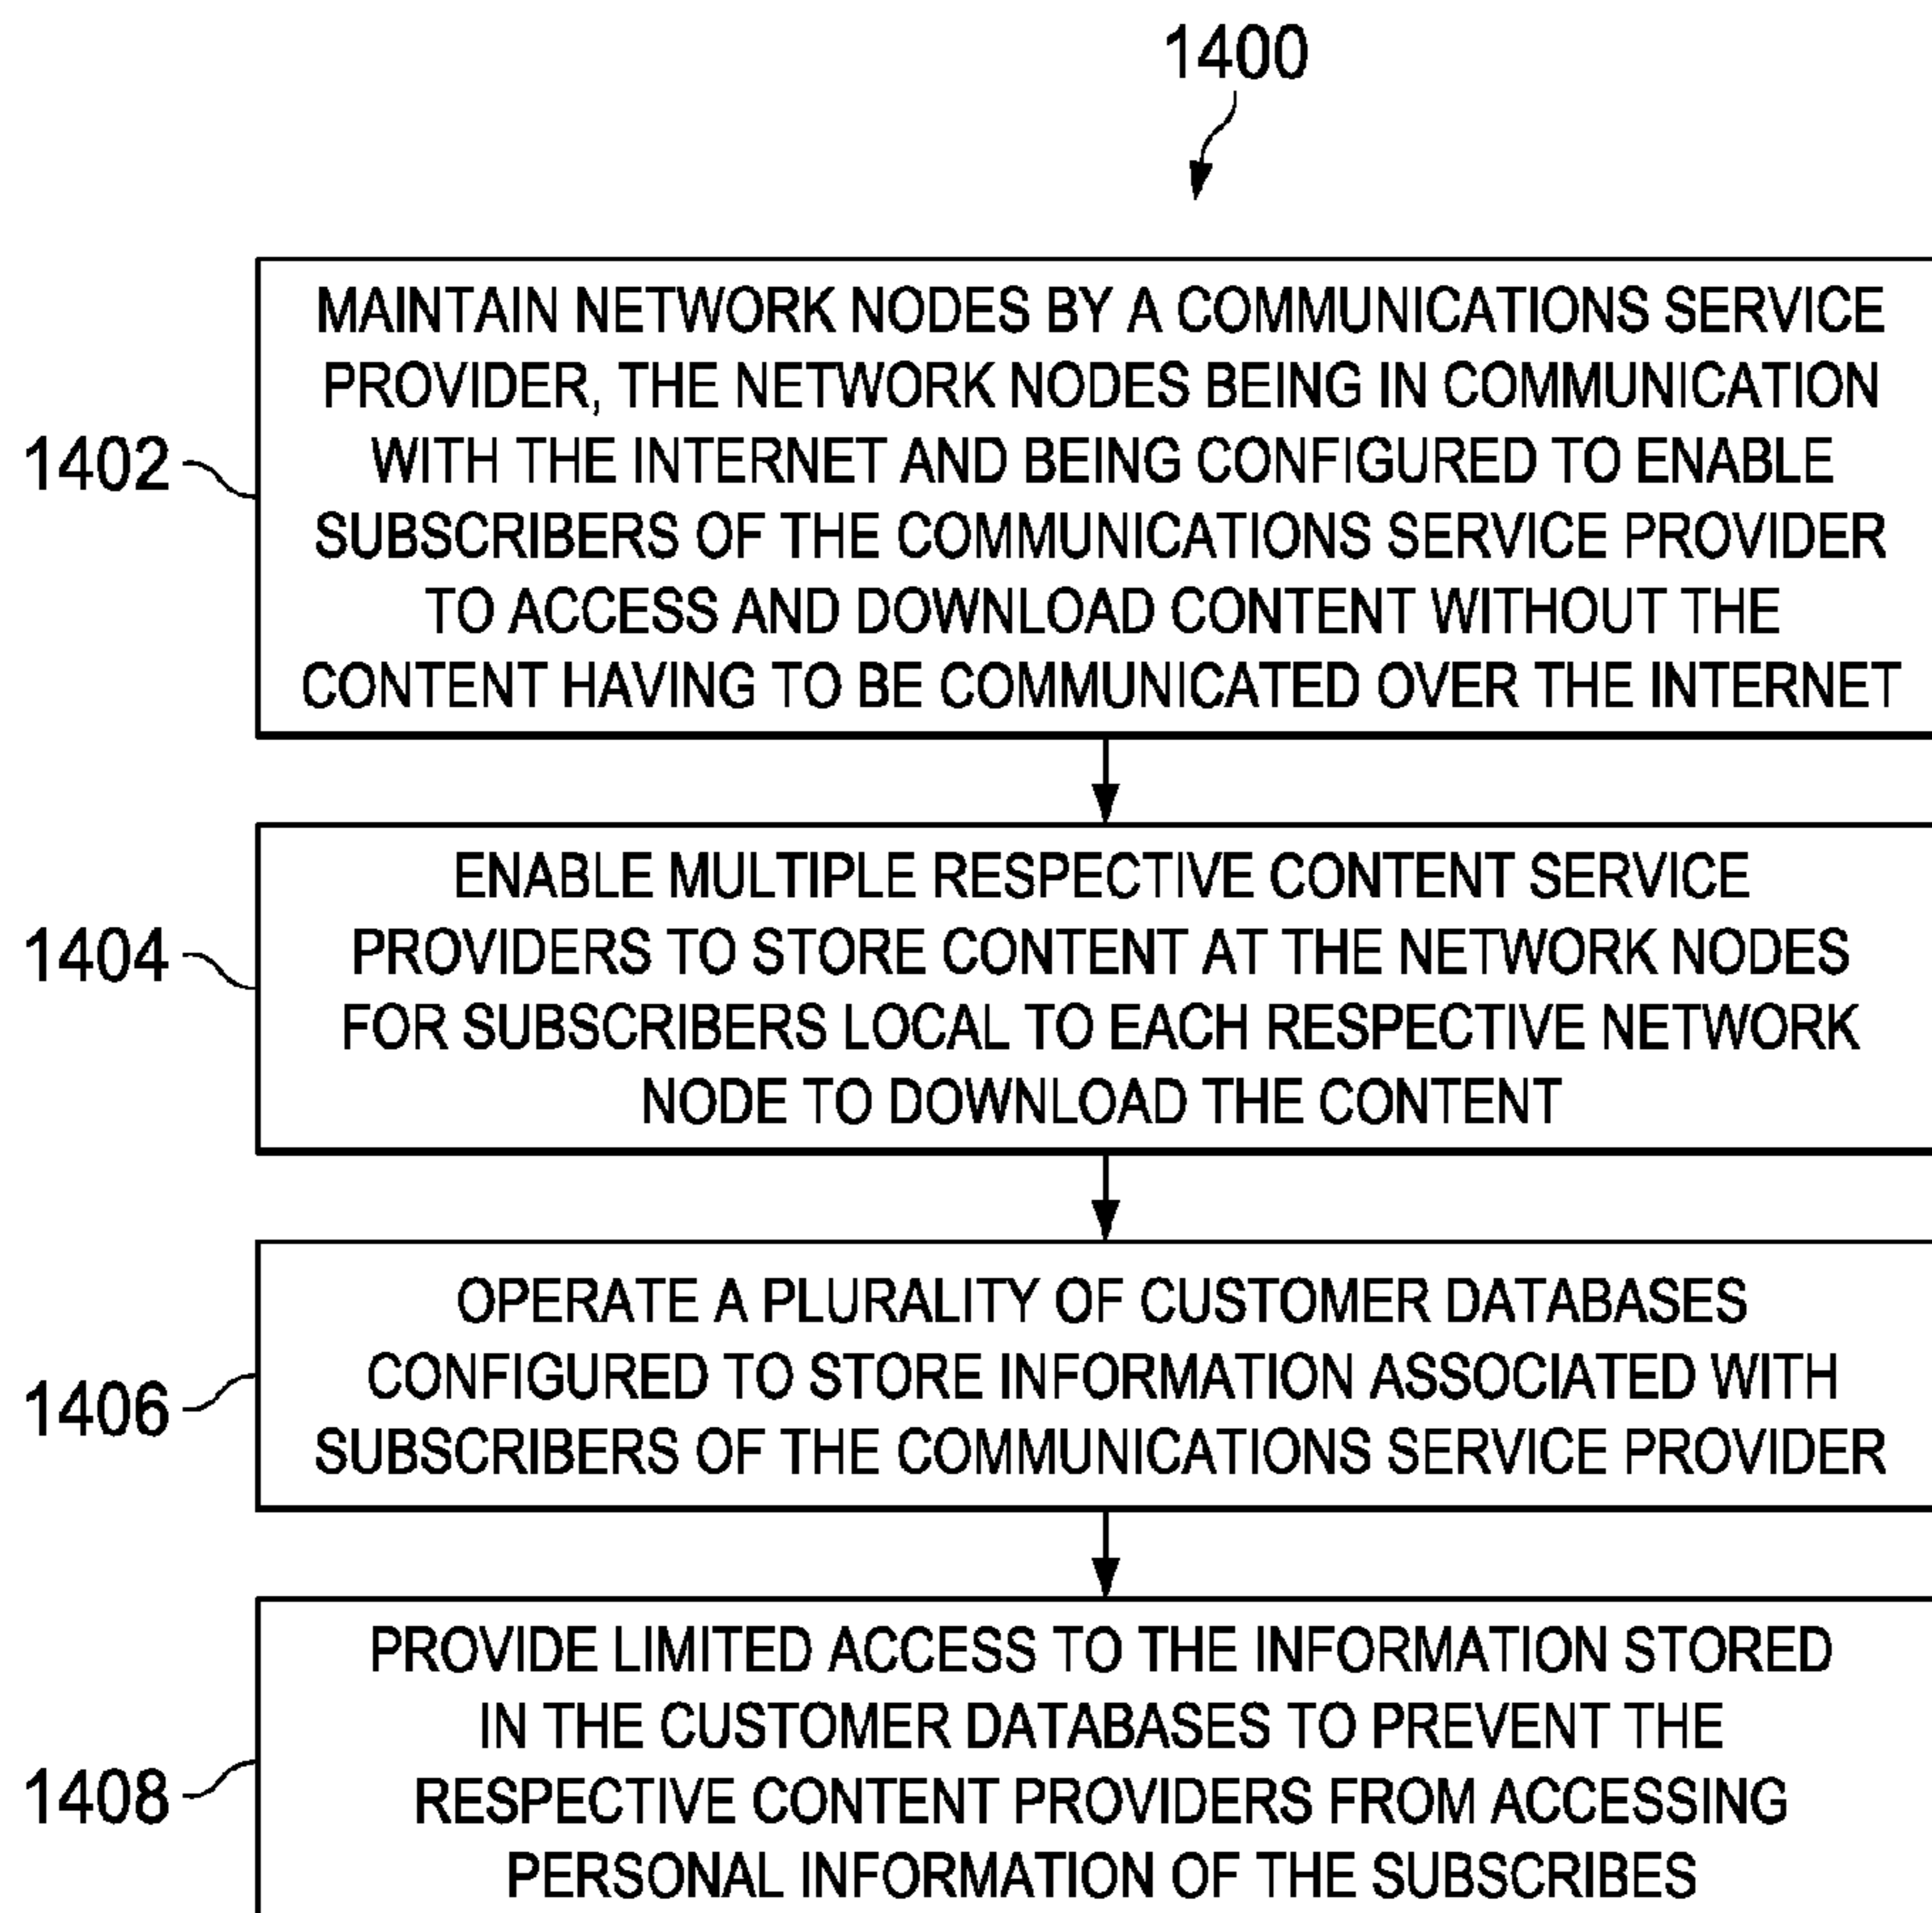 1400
MAINTAIN NETWORK NODES BY A COMMUNICATIONS SERVICE
PROVIDER, THE NETWORK NODES BEING IN COMMUNICATION
1402 WITH THE INTERNET AND BEING CONFIGURED TO ENABLE
SUBSCRIBERS OF THE COMMUNICATIONS SERVICE PROVIDER
TO ACCESS AND DOWNLOAD CONTENT WITHOUT THE
CONTENT HAVING TO BE COMMUNICATED OVER THE INTERNET
ENABLE MULTIPLE RESPECTIVE CONTENT SERVICE
1404 PROVIDERS TO STORE CONTENT AT THE NETWORK NODES
FOR SUBSCRIBERS LOCAL TO EACH RESPECTIVE NETWORK
NODE TO DOWNLOAD THE CONTENT
OPERATE A PLURALITY OF CUSTOMER DATABASES
1406 CONFIGURED TO STORE INFORMATION ASSOCIATED WITH
SUBSCRIBERS OF THE COMMUNICATIONS SERVICE PROVIDER
PROVIDE LIMITED ACCESS TO THE INFORMATION STORED
IN THE CUSTOMER DATABASES TO PREVENT THE
1408 RESPECTIVE CONTENT PROVIDERS FROM ACCESSING
PERSONAL INFORMATION OF THE SUBSCRIBES